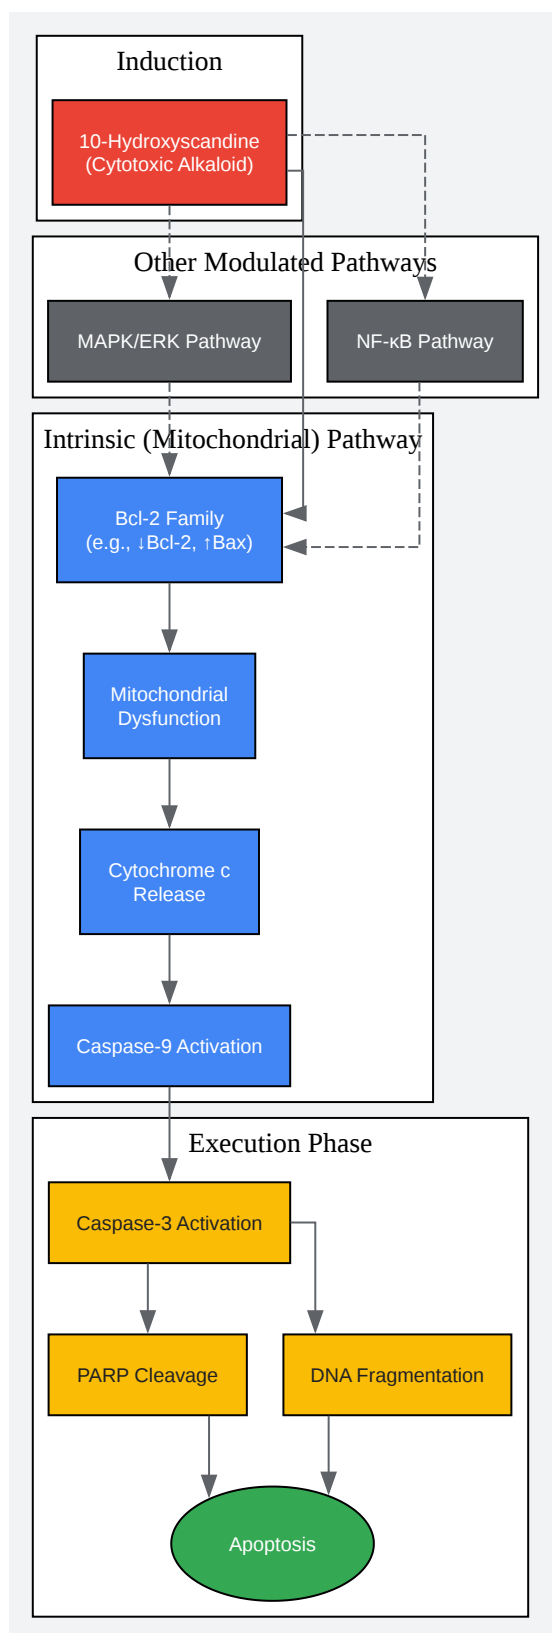 Induction
10-Hydroxyscandine
(Cytotoxic Alkaloid)
Other Modulated Pathways
MAPK/ERK Pathway
NF-κB Pathway
Intrinsic (Mitochondrial) Pathway
Bcl-2 Family
(e.g., ↓Bcl-2, ↑Bax)
Mitochondrial
Dysfunction
Cytochrome c
Release
Caspase-9 Activation
Execution Phase
Caspase-3 Activation
PARP Cleavage
DNA Fragmentation
Apoptosis